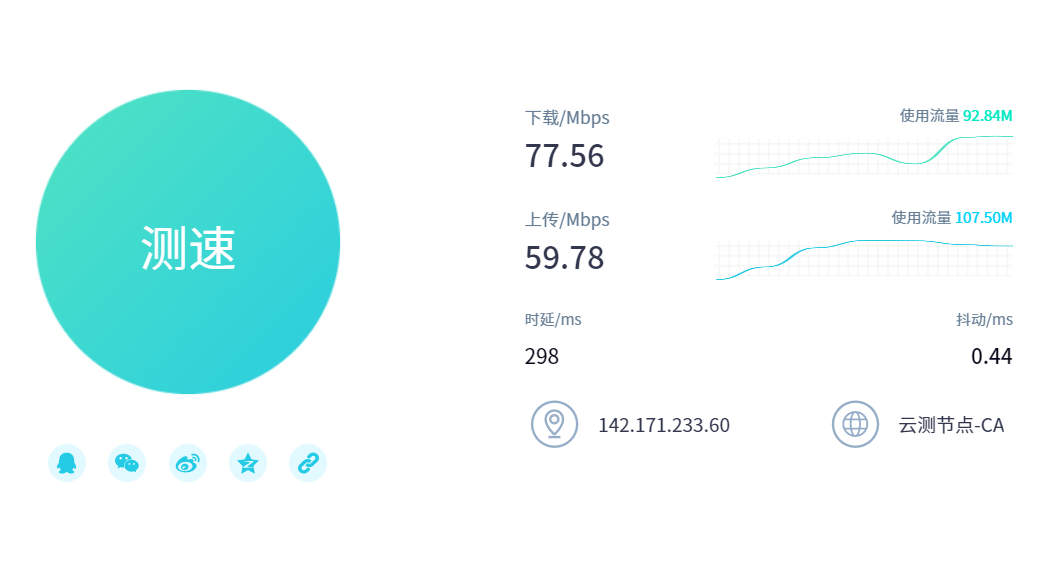 测速
下载/Mbps
使用流量 92.84M
77.56
上传/Mbps
使用流量 107.50M
59.78
时延/ms
抖动/ms
298
0.44
142.171.233.60
云测节点-CA